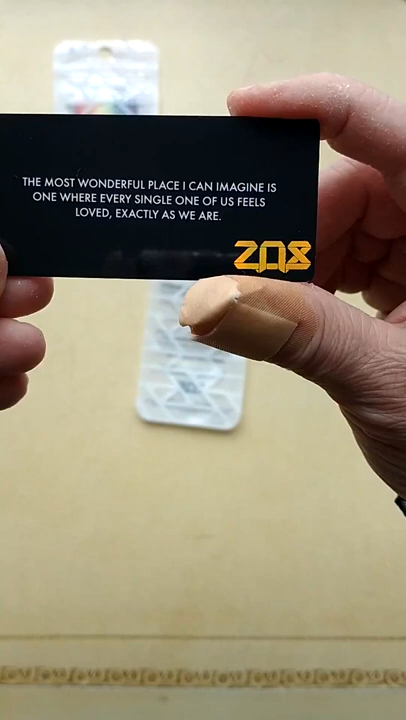 THE MOST WONDERFUL PLACE I CAN IMAGINE IS
ONE WHERE EVERY SINGLE ONE OF US FEELS
LOVED, EXACTLY AS WE ARE.